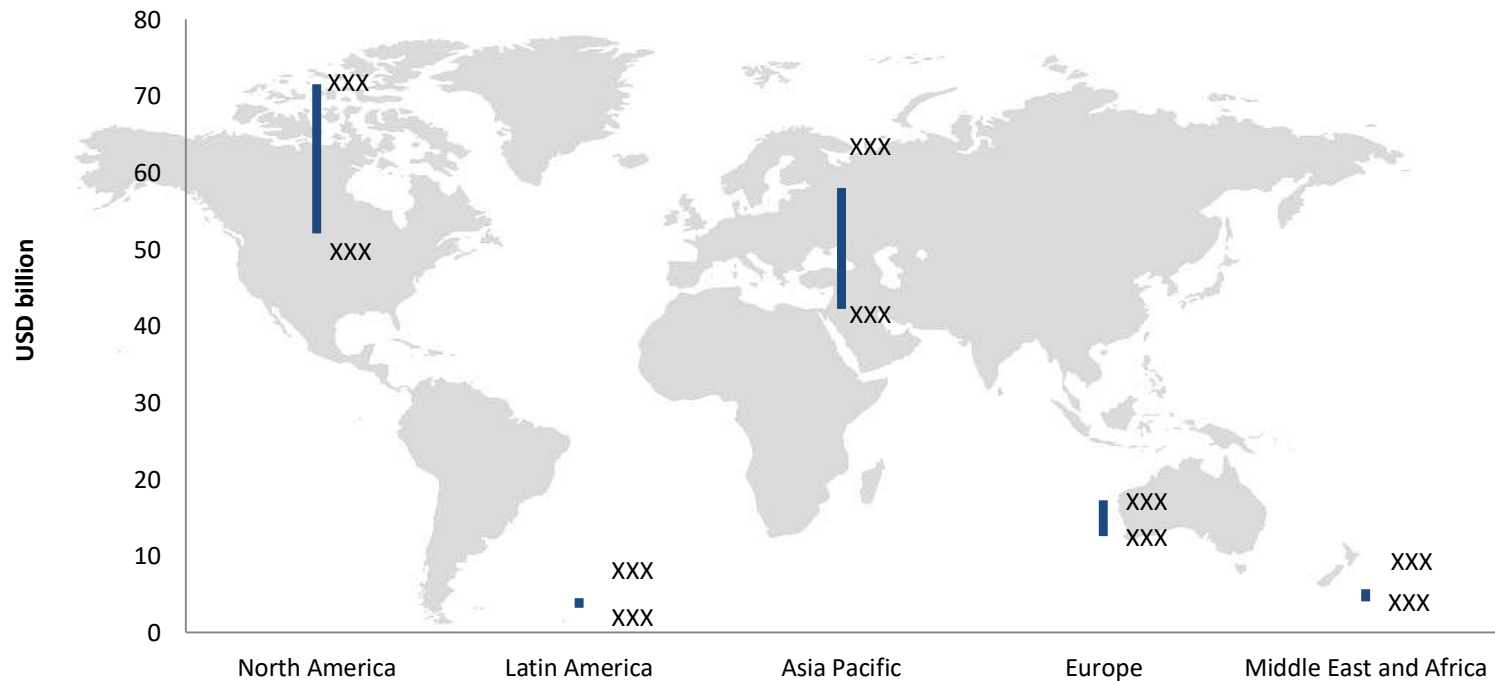 80
70
60
50
40
30
20
10
0
USD billion
XXX
XXX
XXX
XXX
XXX
XXX
XXX
XXX
XXX
XXX
North America
Latin America
Asia Pacific
Europe
Middle East and Africa